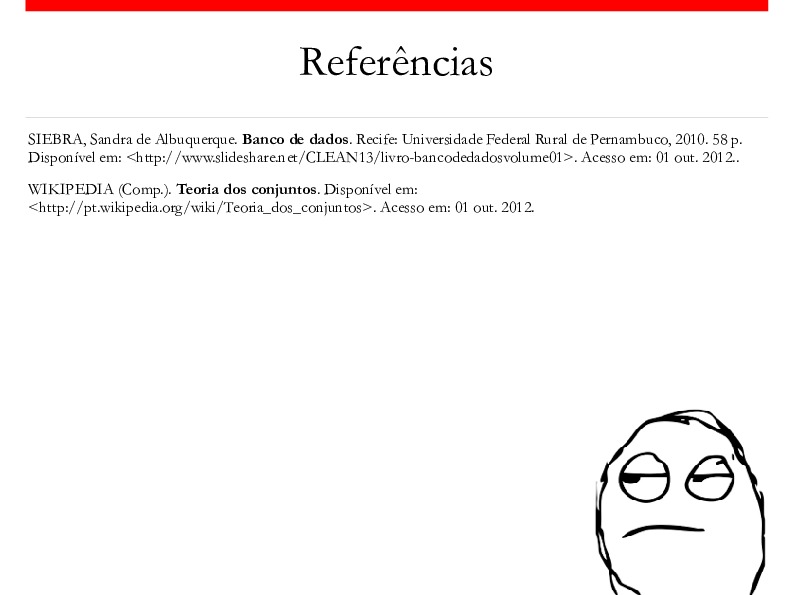 Referências
SIEBRA, Sandra de Albuquerque. Banco de dados. Recife: Universidade Federal Rural de Pernambuco, 2010. 58 p.
Disponível em: <http://www.slideshare.net/CLEAN13/livro-bancodedadosvolume01>. Acesso em: 01 out. 2012..
WIKIPEDIA (Comp.). Teoria dos conjuntos. Disponível em:
<http://pt.wikipedia.org/wiki/Teoria_dos_conjuntos>. Acesso em: 01 out. 2012.